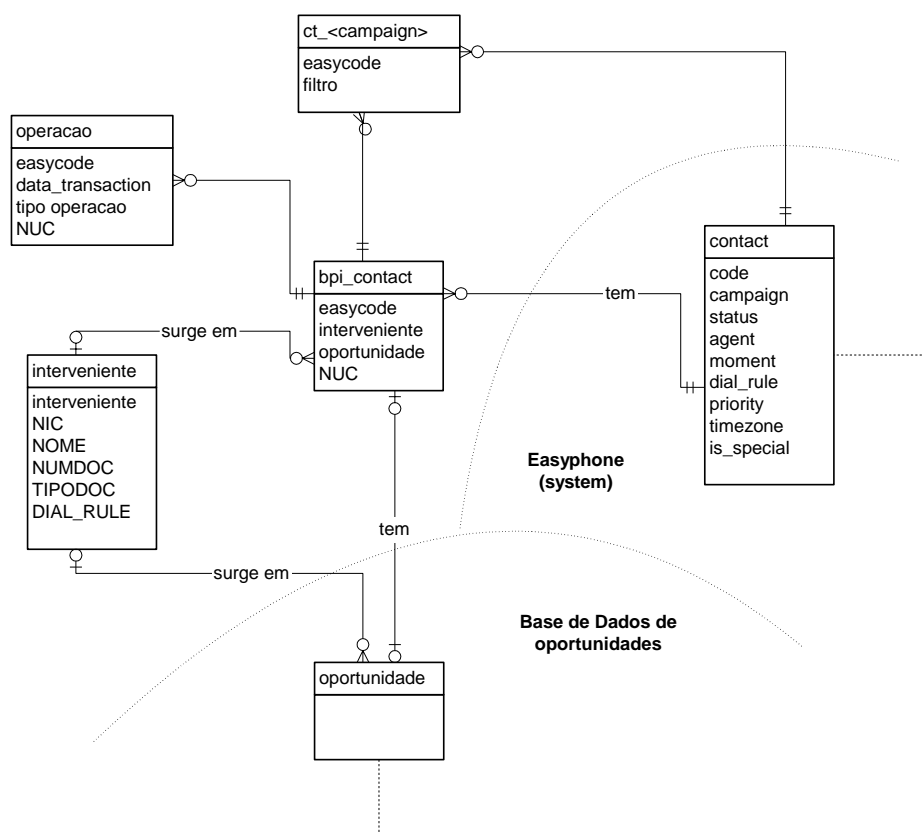 ct_<campaign>
easycode
filtro
operacao
easycode
data_transaction
tipo operacao
NUC
contact
code
campaign
status
agent
moment
dial_rule
priority
timezone
is_special
bpi_contact
easycode
interveniente
oportunidade
NUC
tem
surge em
interveniente
interveniente
NIC
NOME
NUMDOC
TIPODOC
DIAL_RULE
Easyphone
(system)
tem
surge em
Base de Dados de
oportunidades
oportunidade